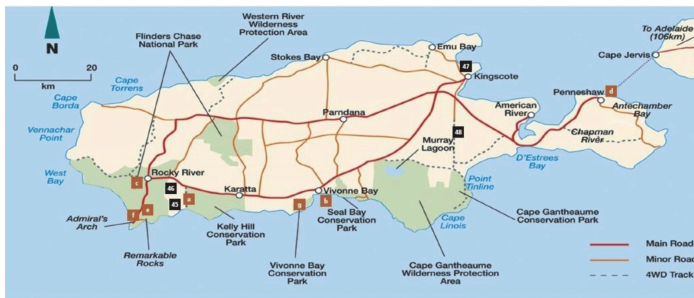 Western River
Wilderness
Protection Area
Flinders Chase
National Park
To Adelaide
(106km)
N
Emu Bay
Stokes Bay
Cape Jervis
20
0
km
47
Kingscote
Cape
Torrens
Cape
Borda
Penneshaw
d
American
River
Antechamber
Bay
Parndana
Vennachar
Point
48
Chapman
River
Murray
Lagoon
D'Estrees
Bay
West
Bay
Rocky River
c
46
Karatta
Vivonne Bay
Point
Tinline
45
a
g
h
f
e
Admiral's
Arch
Seal Bay
Conservation
Park
Cape
Linois
Cape Gantheaume
Conservation Park
Kelly Hill
Conservation
Park
Remarkable
Rocks
Vivonne Bay
Conservation
Park
Cape Gantheaume
Wilderness Protection
Area
Main Road
Minor Road
4WD Track